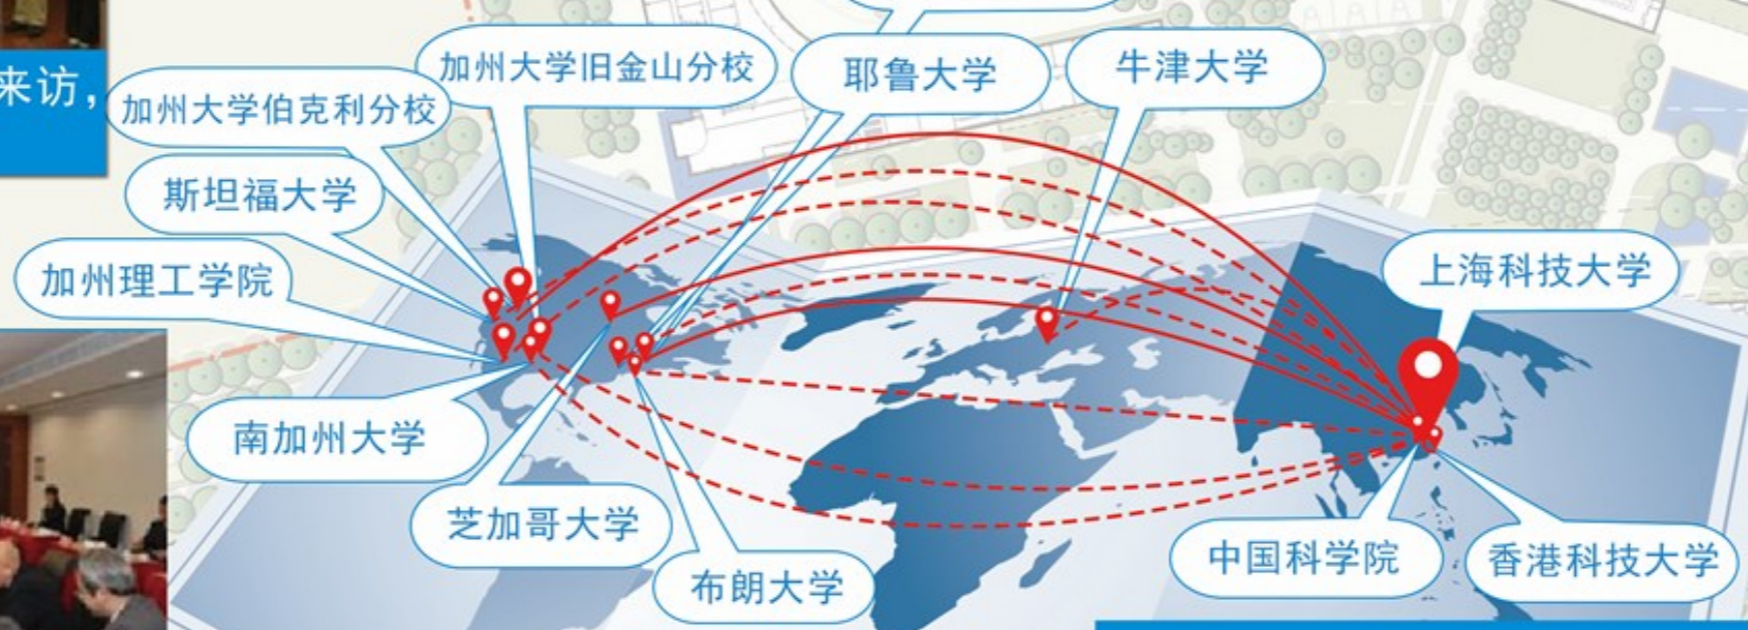 来访，
加州大学旧金山分校
耶鲁大学
牛津大学
加州大学伯克利分校
斯坦福大学
加州理工学院
上海科技大学
南加州大学
芝加哥大学
布朗大学
中国科学院
香港科技大学